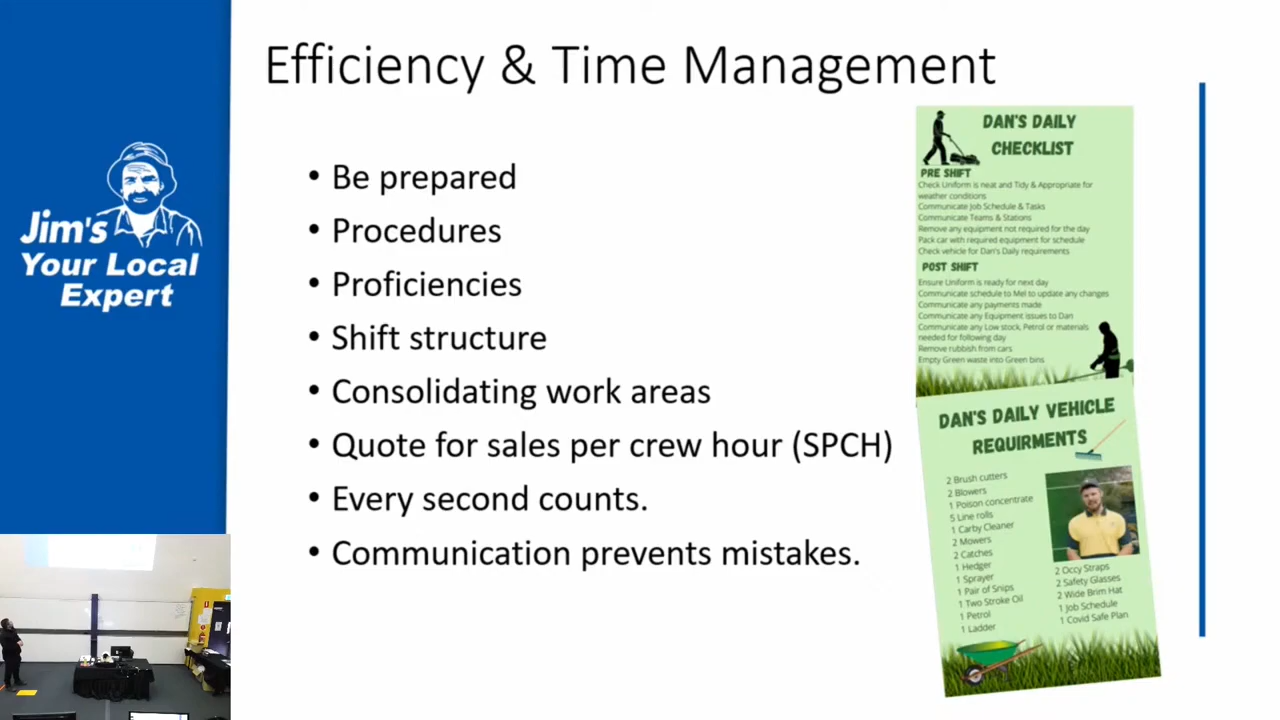 Efficiency & Time Management
Jim's
Your Local
Expert
• Be prepared
• Procedures
• Proficiencies
• Shift structure
• Consolidating work areas
• Quote for sales per crew hour (SPCH)
• Every second counts.
• Communication prevents mistakes.
DAN'S DAILY
CHECKLIST
PRE SHIFT
Check Uniform is neat and Tidy & Appropriate for
weather conditions
Communicate Job Schedule & Tasks
Communicate Teams & Stations
Remove any equipment not required for the day
Pack car with required equipment for schedule
Check vehicle for Dan's Daily requirements
POST SHIFT
Ensure Uniform is ready for next day
Communicate schedule to Mel to update any changes
Communicate any payments made
Communicate any Equipment issues to Dan
Communicate any Low stock, Petrol or materials
needed for following day
Remove rubbish from cars
Empty Green waste into Green bins
DAN'S DAILY VEHICLE
REQUIRMENTS
2 Brush cutters
2 Blowers
1 Poison concentrate
5 Line rolls
1 Carby Cleaner
2 Mowers
2 Catches
1 Hedger
1 Sprayer
1 Pair of Snips
1 Two Stroke Oil
1 Petrol
1 Ladder
2 Occy Straps
2 Safety Glasses
2 Wide Brim Hat
1 Job Schedule
1 Covid Safe Plan